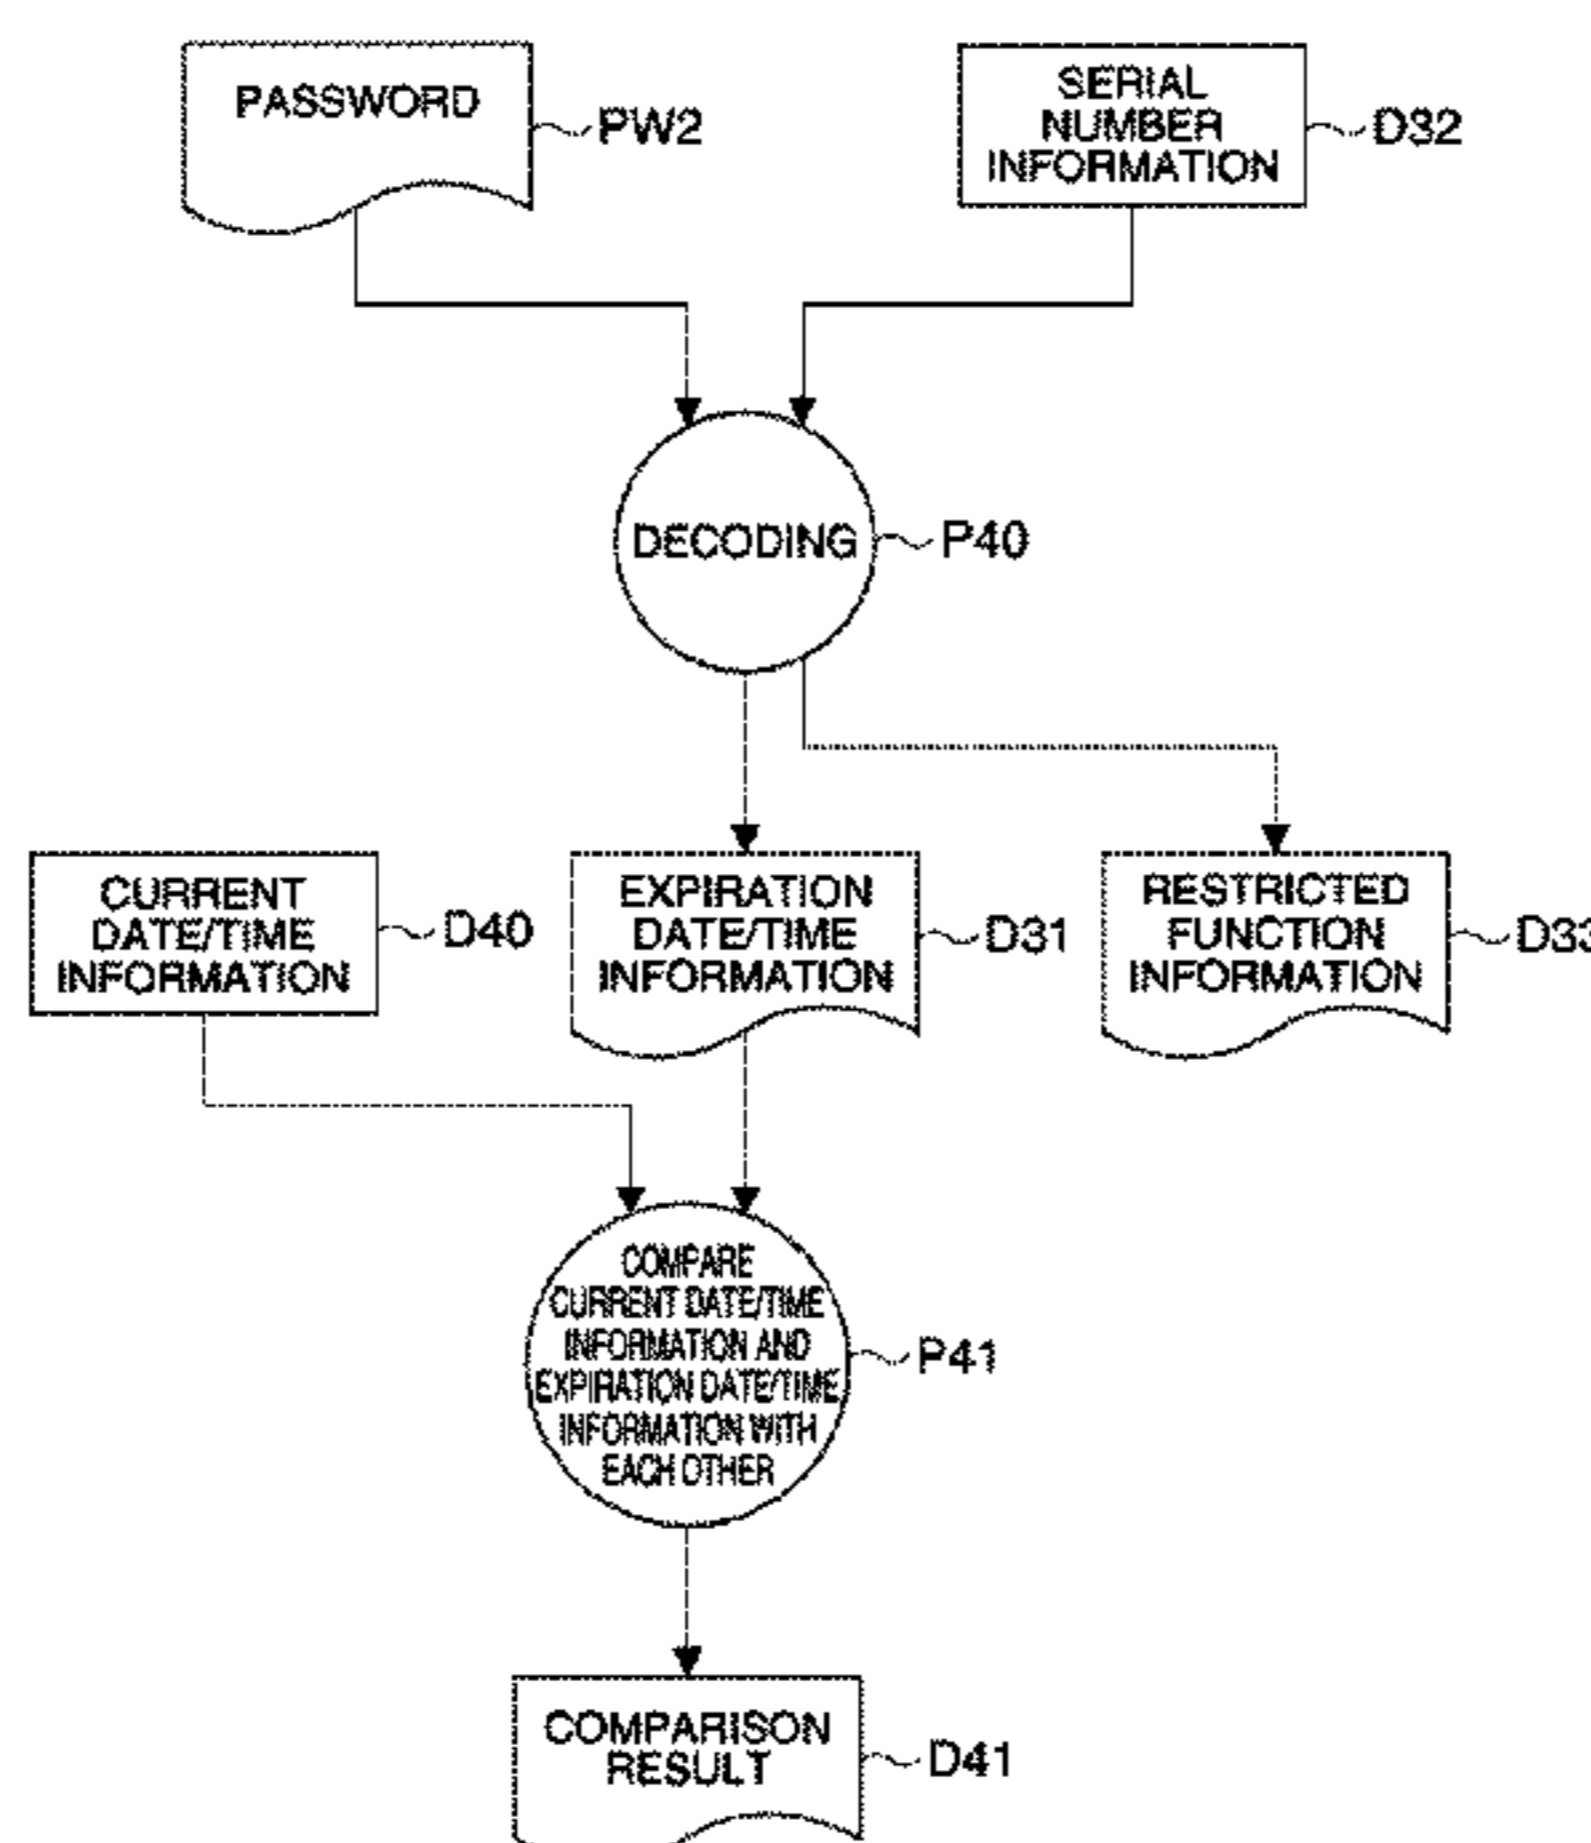 PASSWORD
PW2
SERIAL
NUMBER
INFORMATION
D32
DECODING
P40
CURRENT
DATE/TIME
INFORMATION
D40
EXPIRATION
DATE/TIME
INFORMATION
D31
RESTRICTED
FUNCTION
INFORMATION
D33
COMPARE
CURRENT DATE/TIME
INFORMATION AND
EXPIRATION DATE/TIME
INFORMATION WITH
EACH OTHER
P41
COMPARISON
RESULT
D41